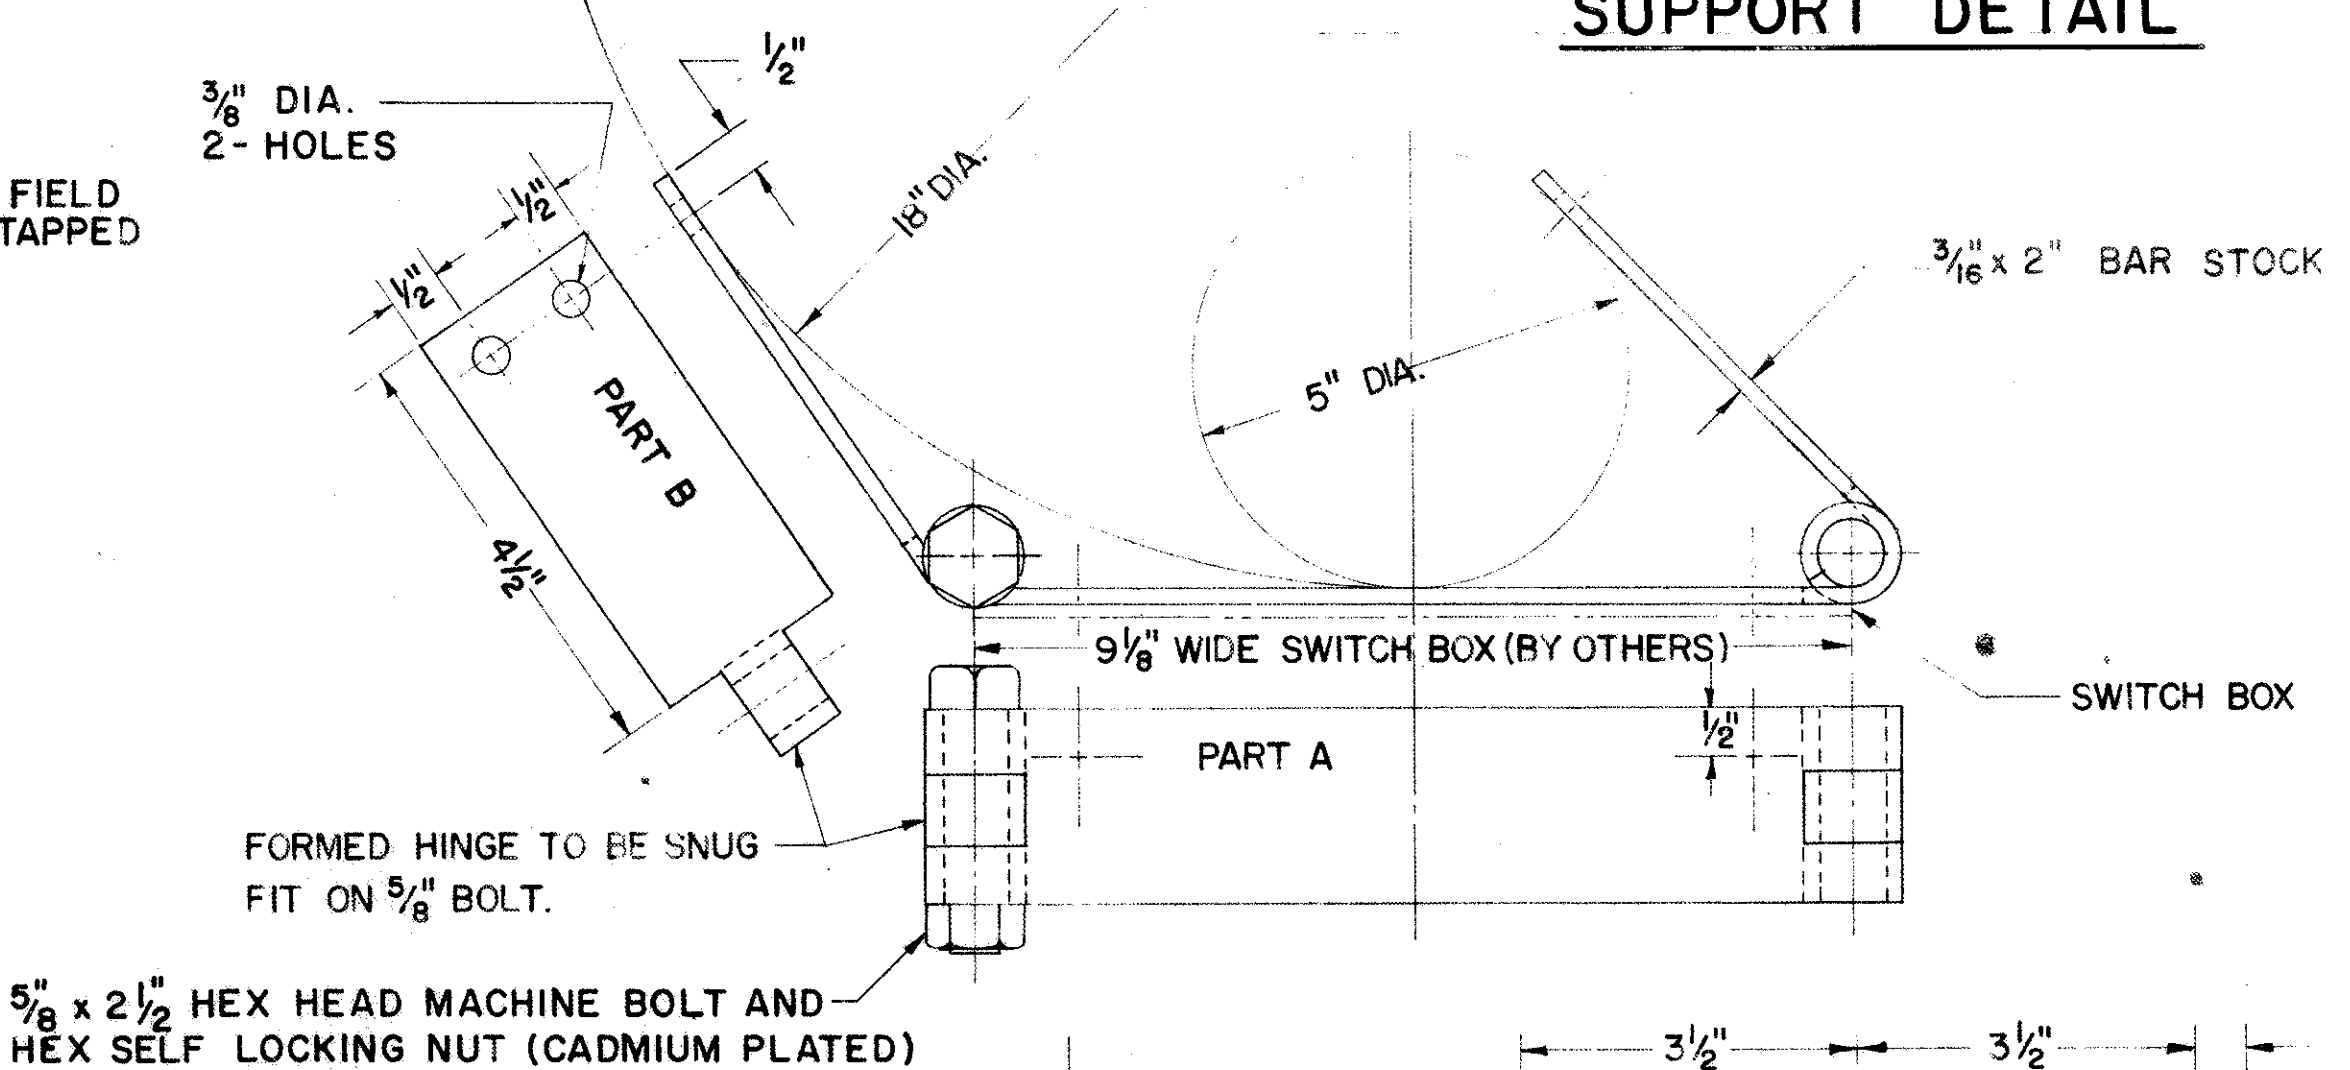 SUPPORT DETAIL
1/2"
3/8" DIA.
2- HOLES
FIELD
TAPPED
1/2"
1/2"
18" DIA.
3/16" x 2" BAR STOCK
5" DIA.
PART B
4 1/2"
9 1/8" WIDE SWITCH BOX (BY OTHERS)
SWITCH BOX
1/2"
PART A
FORMED HINGE TO BE SNUG
FIT ON 5/8" BOLT.
5/8" x 2 1/2" HEX HEAD MACHINE BOLT AND
HEX SELF LOCKING NUT (CADMIUM PLATED)
3 1/2"
3 1/2"